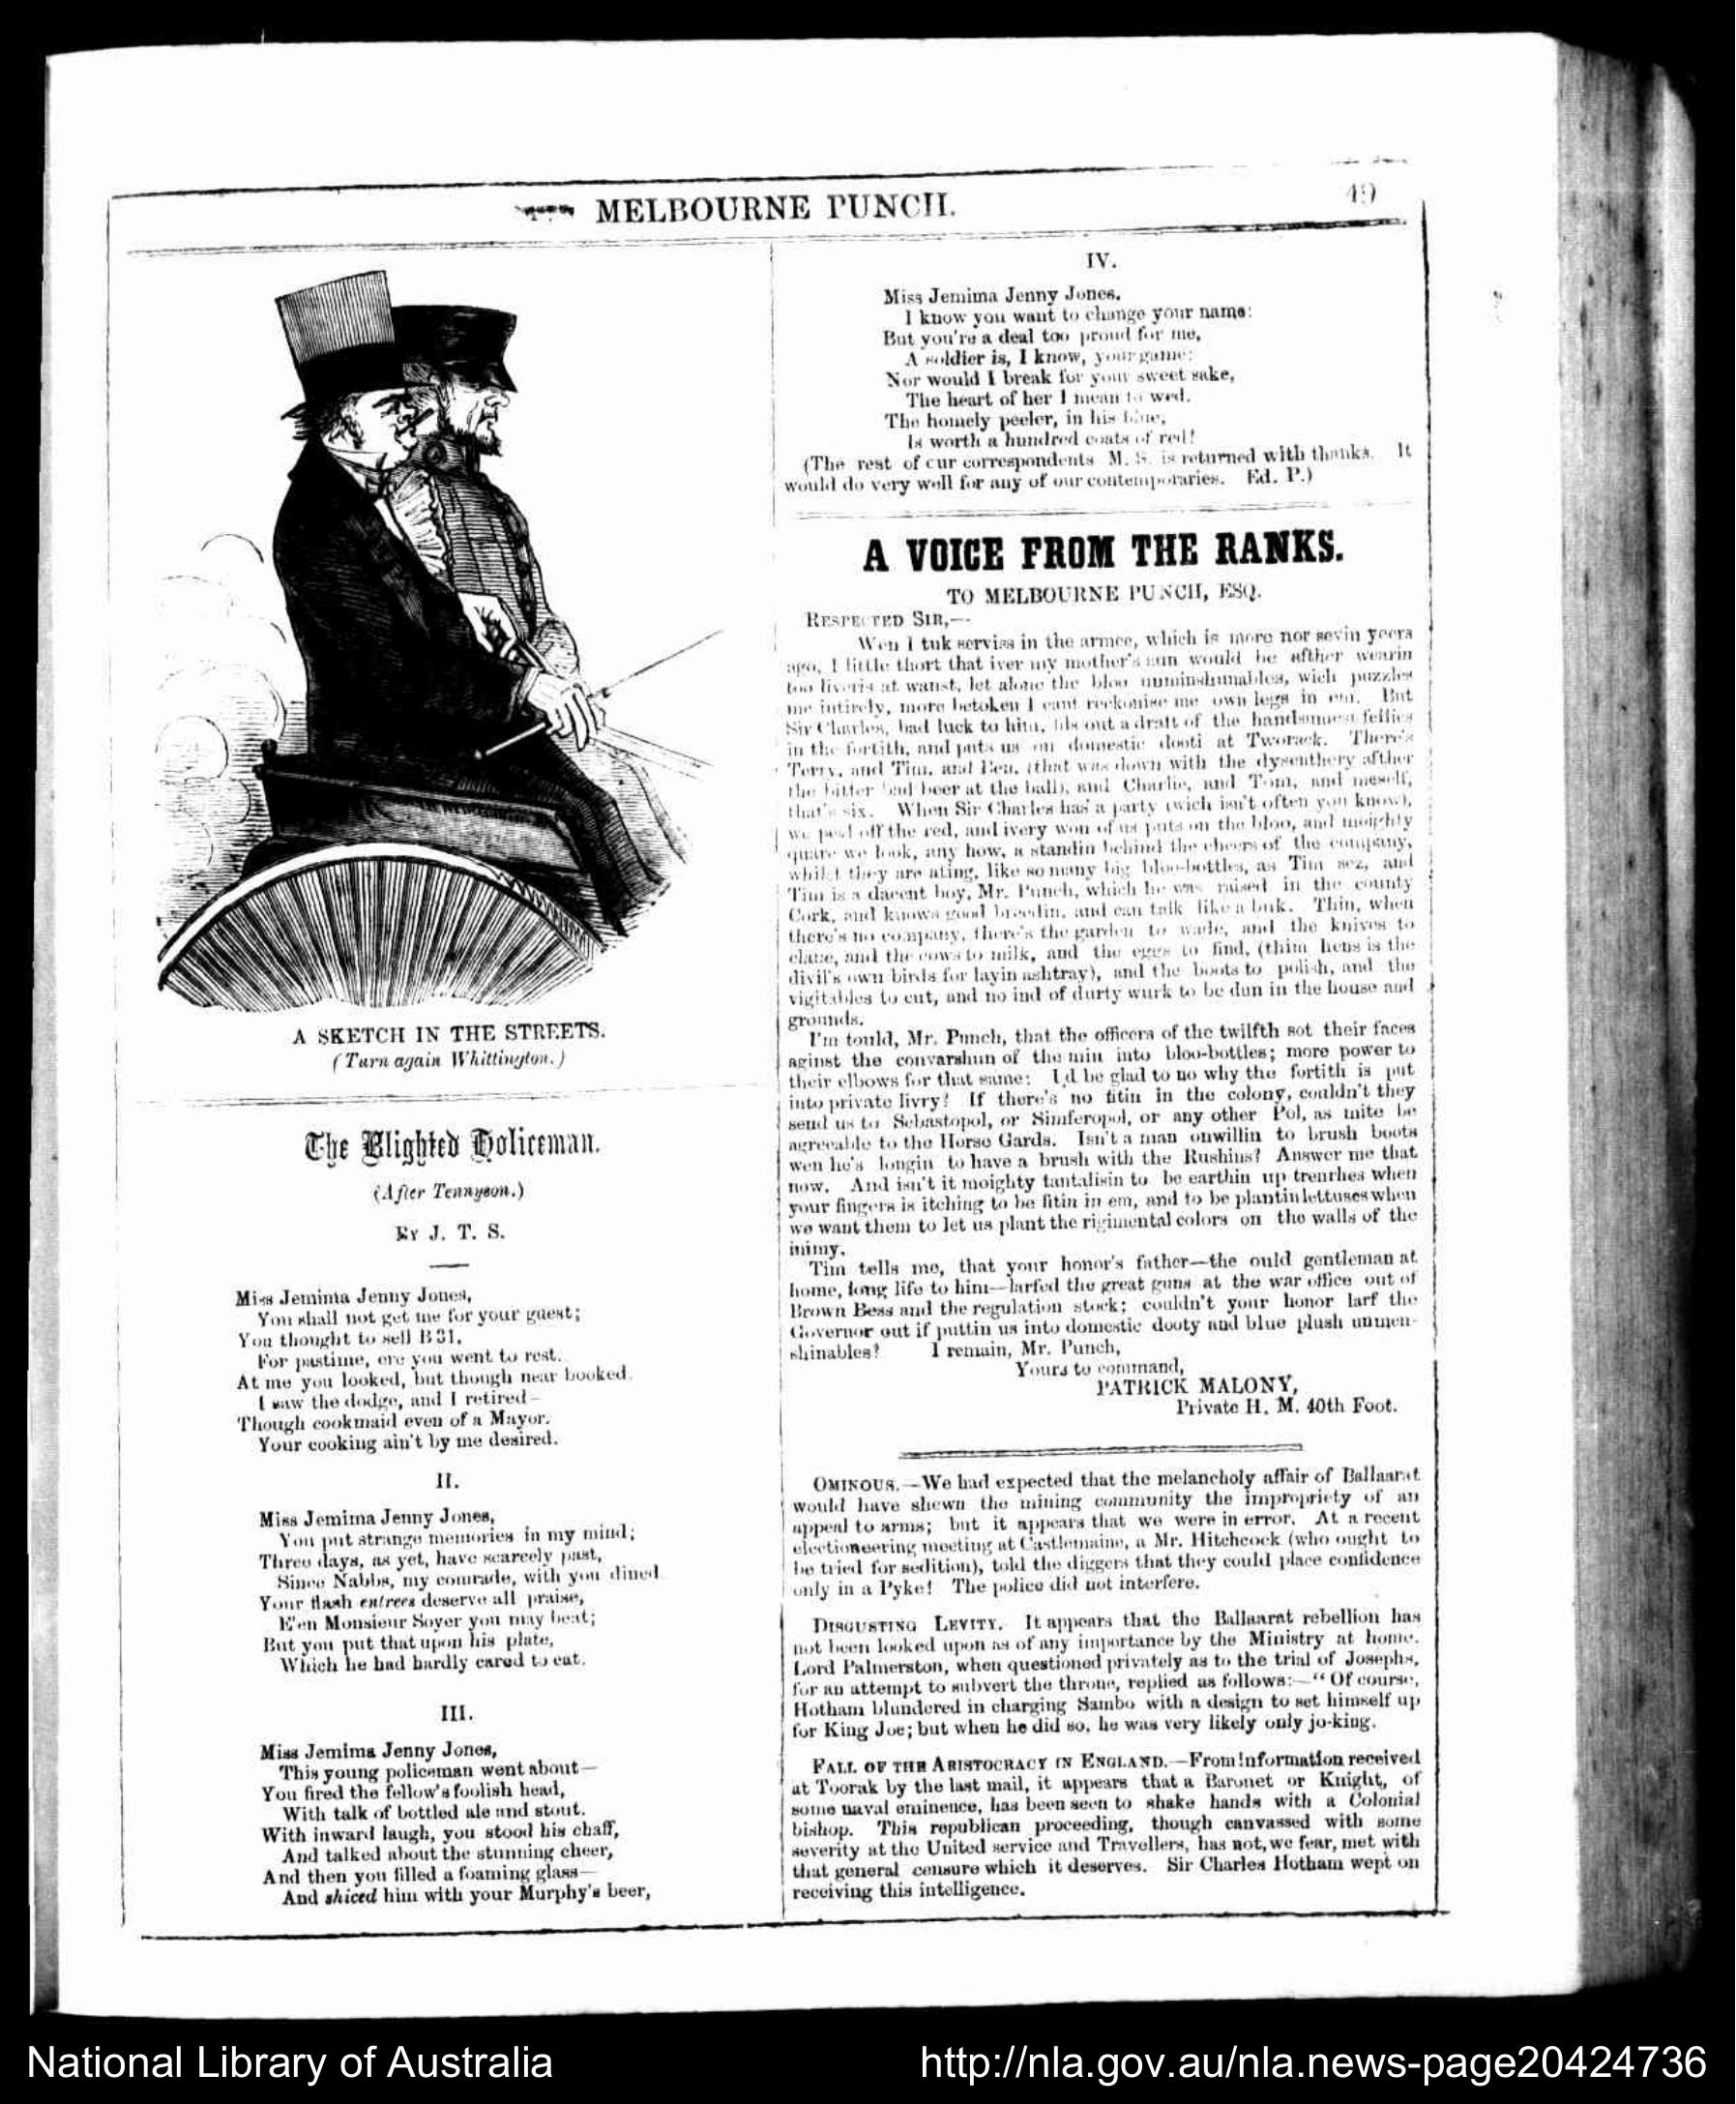 MELBOURNE PUNCH.
49
A SKETCH IN THE STREETS.
(Turn again Whittington.)
The Blighted Policeman.
(After Tennyson.)
BY J. T. S.
Miss Jemima Jenny Jones,
You shall not get me for your guest;
You thought to sell B 31,
For pastime, ere you went to rest.
At me you looked, but though near booked,
I saw the dodge, and I retired—
Though cookmaid even of a Mayor.
Your cooking ain't by me desired.
II.
Miss Jemima Jenny Jones,
You put strange memories in my mind;
Three days, as yet, have scarcely past,
Since Nabbs, my comrade, with you dined
Your flash entrees deserve all praise,
E'en Monsieur Soyer you may beat;
But you put that upon his plate,
Which he had hardly cared to eat.
III.
Miss Jemima Jenny Jones,
This young policeman went about—
You fired the fellow's foolish head,
With talk of bottled ale and stout.
With inward laugh, you stood his chaff,
And talked about the stunning cheer,
And then you filled a foaming glass—
And shiced him with your Murphy's beer,
IV.
Miss Jemima Jenny Jones,
I know you want to change your name:
But you're a deal too proud for me,
A soldier is, I know, your game:
Nor would I break for your sweet sake,
The heart of her I mean to wed.
The homely peeler, in his blue,
Is worth a hundred coats of red!
(The rest of cur correspondents M. S. is returned with thanks. It
would do very well for any of our contemporaries. Ed. P.)
A VOICE FROM THE RANKS.
TO MELBOURNE PUNCH, ESQ.
RESPECTED SIR,—
Wen I tuk serviss in the armee, which is more nor sevin yeers
ago, I little thort that iver my mother's sun would be afther wearin
too liveris at wanst, let alone the bloo unminshunables, wich puzzles
me intirely, more betoken I cant reckonise me own legs in em. But
Sir Charles, bad luck to him, fils out a draft of the handsumest fellies
in the fortith, and puts us on domestic dooti at Tworack. There's
Terry, and Tim, and Ben, (that was down with the dysenthery afther
the bitter bad beer at the ball), and Charlie, and Tom, and meself,
that's six. When Sir Charles has a party (wich isn't often you know),
we peel off the red, and ivery won of us puts on the bloo, and moighty
quare we look, any how, a standin behind the cheers of the company,
whilst they are ating, like so many big bloo-bottles, as Tim sez, and
Tim is a dacent boy, Mr. Punch, which he was raised in the county
Cork, and knows good breedin, and can talk like a buk. Thin, when
there's no company, there's the garden to wade, and the knives to
clane, and the cows to milk, and the eggs to find, (thim hens is the
divil's own birds for layin ashtray), and the boots to polish, and the
vigitables to cut, and no ind of durty wurk to be dun in the house and
grounds.
I'm tould, Mr. Punch, that the officers of the twilfth sot their faces
aginst the convarshun of the min into bloo-bottles; more power to
their elbows for that same: I,d be glad to no why the fortith is put
into private livry? If there's no fitin in the colony, couldn't they
send us to Sebastopol, or Simferopol, or any other Pol, as mite be
agreeable to the Horse Gards. Isn't a man onwillin to brush boots
wen he's longin to have a brush with the Rushins? Answer me that
now. And isn't it moighty tantalisin to be earthin up trenrhes when
your fingers is itching to be fitin in em, and to be plantin lettuses when
we want them to let us plant the rigimental colors on the walls of the
inimy.
Tim tells me, that your honor's father—the ould gentleman at
home, long life to him—larfed the great guns at the war office out of
Brown Bess and the regulation stock; couldn't your honor larf the
Governor out if puttin us into domestic dooty and blue plush unmen-
shinables? I remain, Mr. Punch,
Yours to command,
PATRICK MALONY,
Private H. M. 40th Foot.
OMINOUS.—We had expected that the melancholy affair of Ballaarat
would have shewn the mining community the impropriety of an
appeal to arms; but it appears that we were in error. At a recent
electioneering meeting at Castlemaine, a Mr. Hitchcock (who ought to
be tried for sedition), told the diggers that they could place confidence
only in a Pyke! The police did not interfere.
DISGUSTING LEVITY. It appears that the Ballaarat rebellion has
not been looked upon as of any importance by the Ministry at home.
Lord Palmerston, when questioned privately as to the trial of Josephs,
for an attempt to subvert the throne, replied as follows:—"Of course,
Hotham blundered in charging Sambo with a design to set himself up
for King Joe; but when he did so, he was very likely only jo-king.
FALL OF THE ARISTOCRACY IN ENGLAND.—From information received
at Toorak by the last mail, it appears that a Baronet or Knight, of
some naval eminence, has been seen to shake hands with a Colonial
bishop. This republican proceeding, though canvassed with some
severity at the United service and Travellers, has not, we fear, met with
that general censure which it deserves. Sir Charles Hotham wept on
receiving this intelligence.
National Library of Australia
http://nla.gov.au/nla.news-page20424736